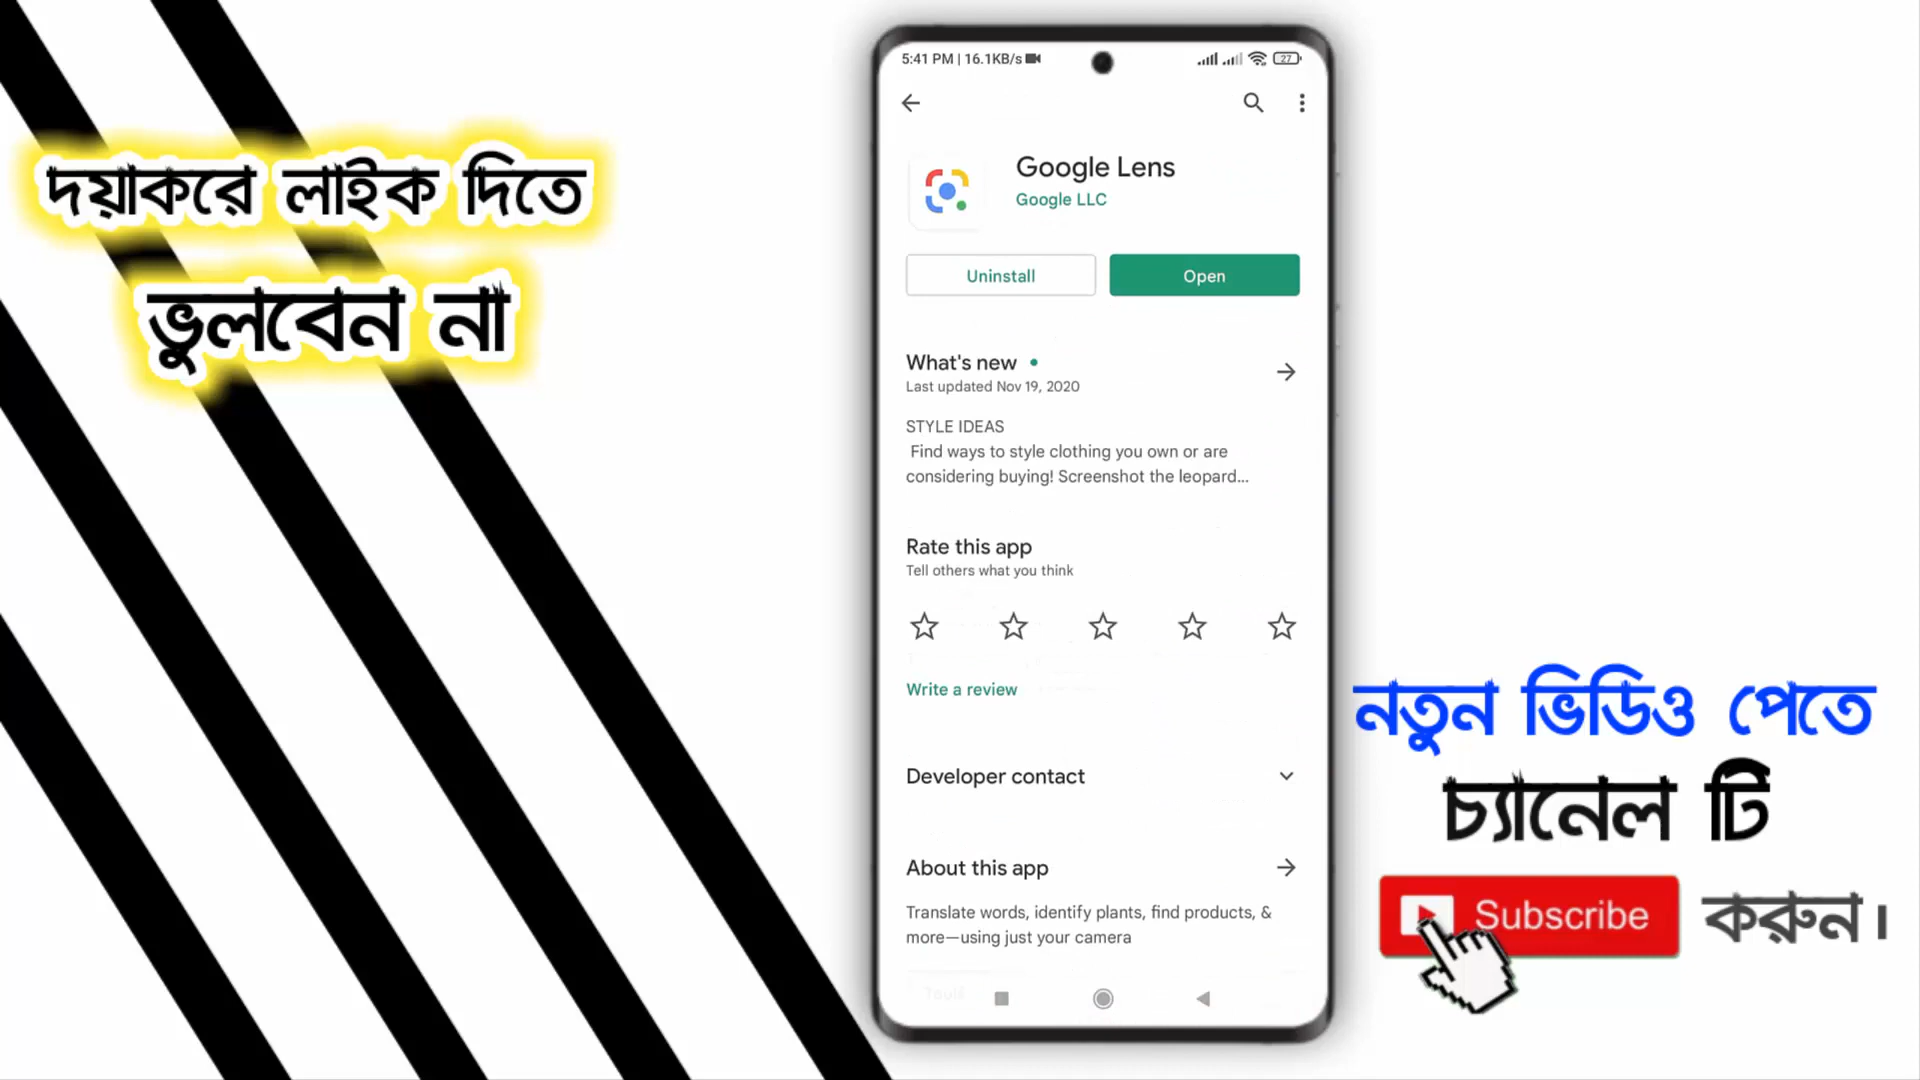 দয়াকরে লাইক দিতে
ভুলবেন না
5:41 PM | 16.1KB/s
27
Google Lens
Google LLC
Uninstall
Open
What's new
Last updated Nov 19, 2020
STYLE IDEAS
Find ways to style clothing you own or are
considering buying! Screenshot the leopard...
Rate this app
Tell others what you think
Write a review
Developer contact
About this app
Translate words, identify plants, find products, &
more—using just your camera
Tools
নতুন ভিডিও পেতে
চ্যানেল টি
Subscribe করুন।